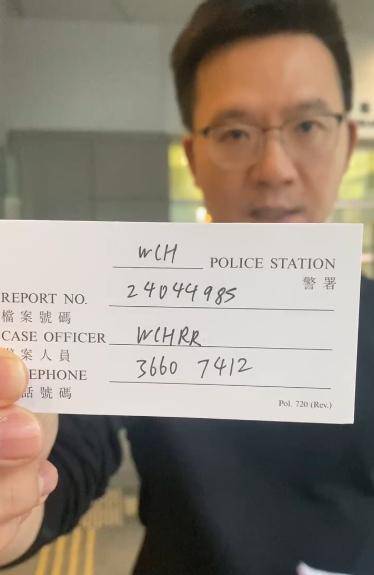 WCH POLICE STATION
警署
REPORT NO. 24044985
檔案號碼
CASE OFFICER WCHRR
案人員
EPHONE 3660 7412
話號碼
Pol. 720 (Rev.)